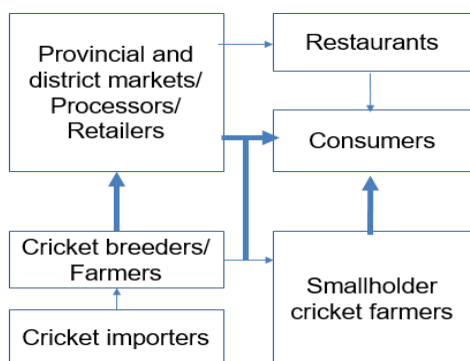 Provincial and
district markets/
Processors/
Retailers
Restaurants
Consumers
Cricket breeders/
Farmers
Smallholder
cricket farmers
Cricket importers